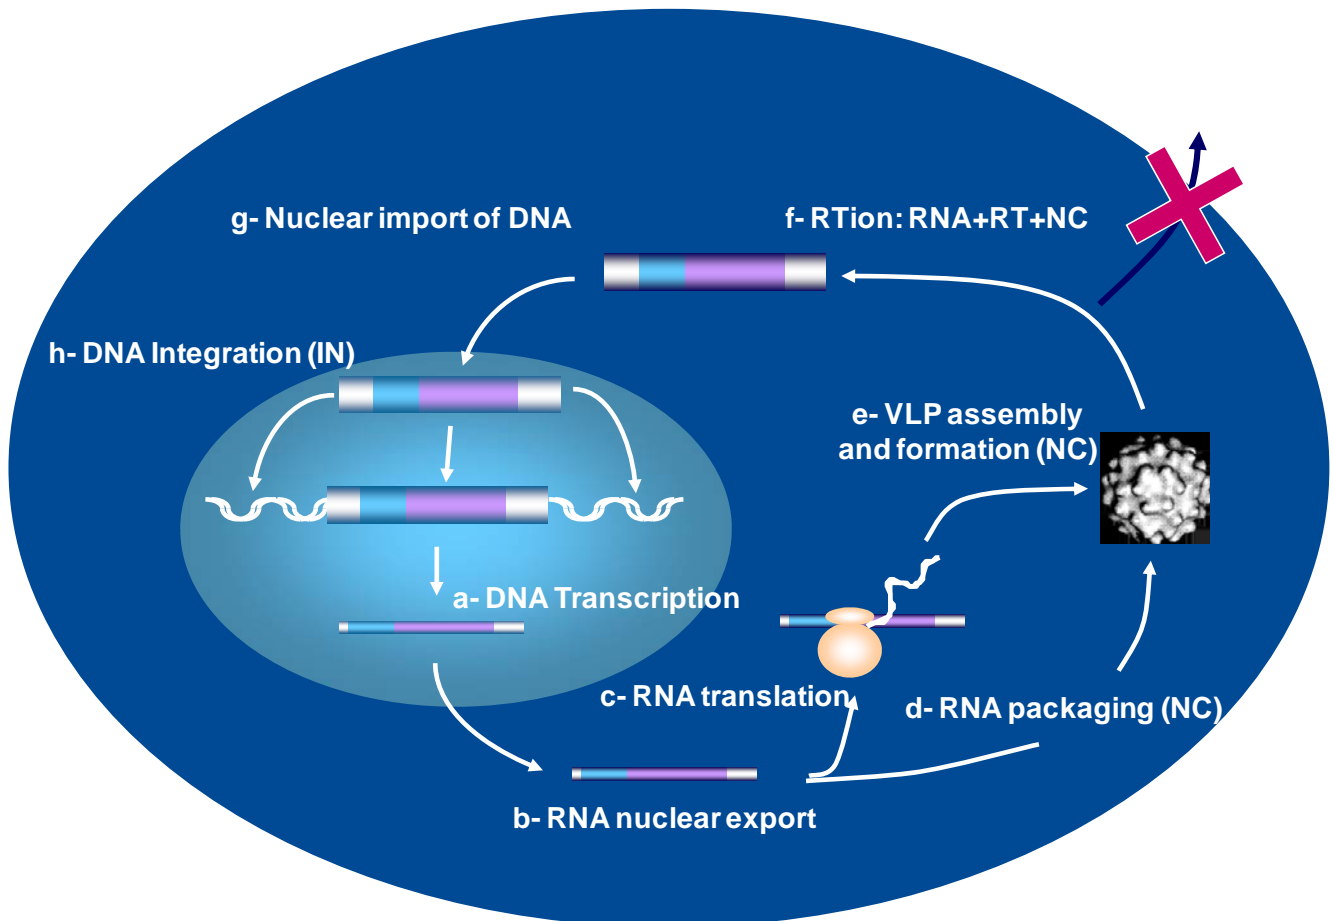 g- Nuclear import of DNA
f- RTion: RNA+RT+NC
h- DNA Integration (IN)
e- VLP assembly
and formation (NC)
a- DNA Transcription
c- RNA translation
d- RNA packaging (NC)
b- RNA nuclear export